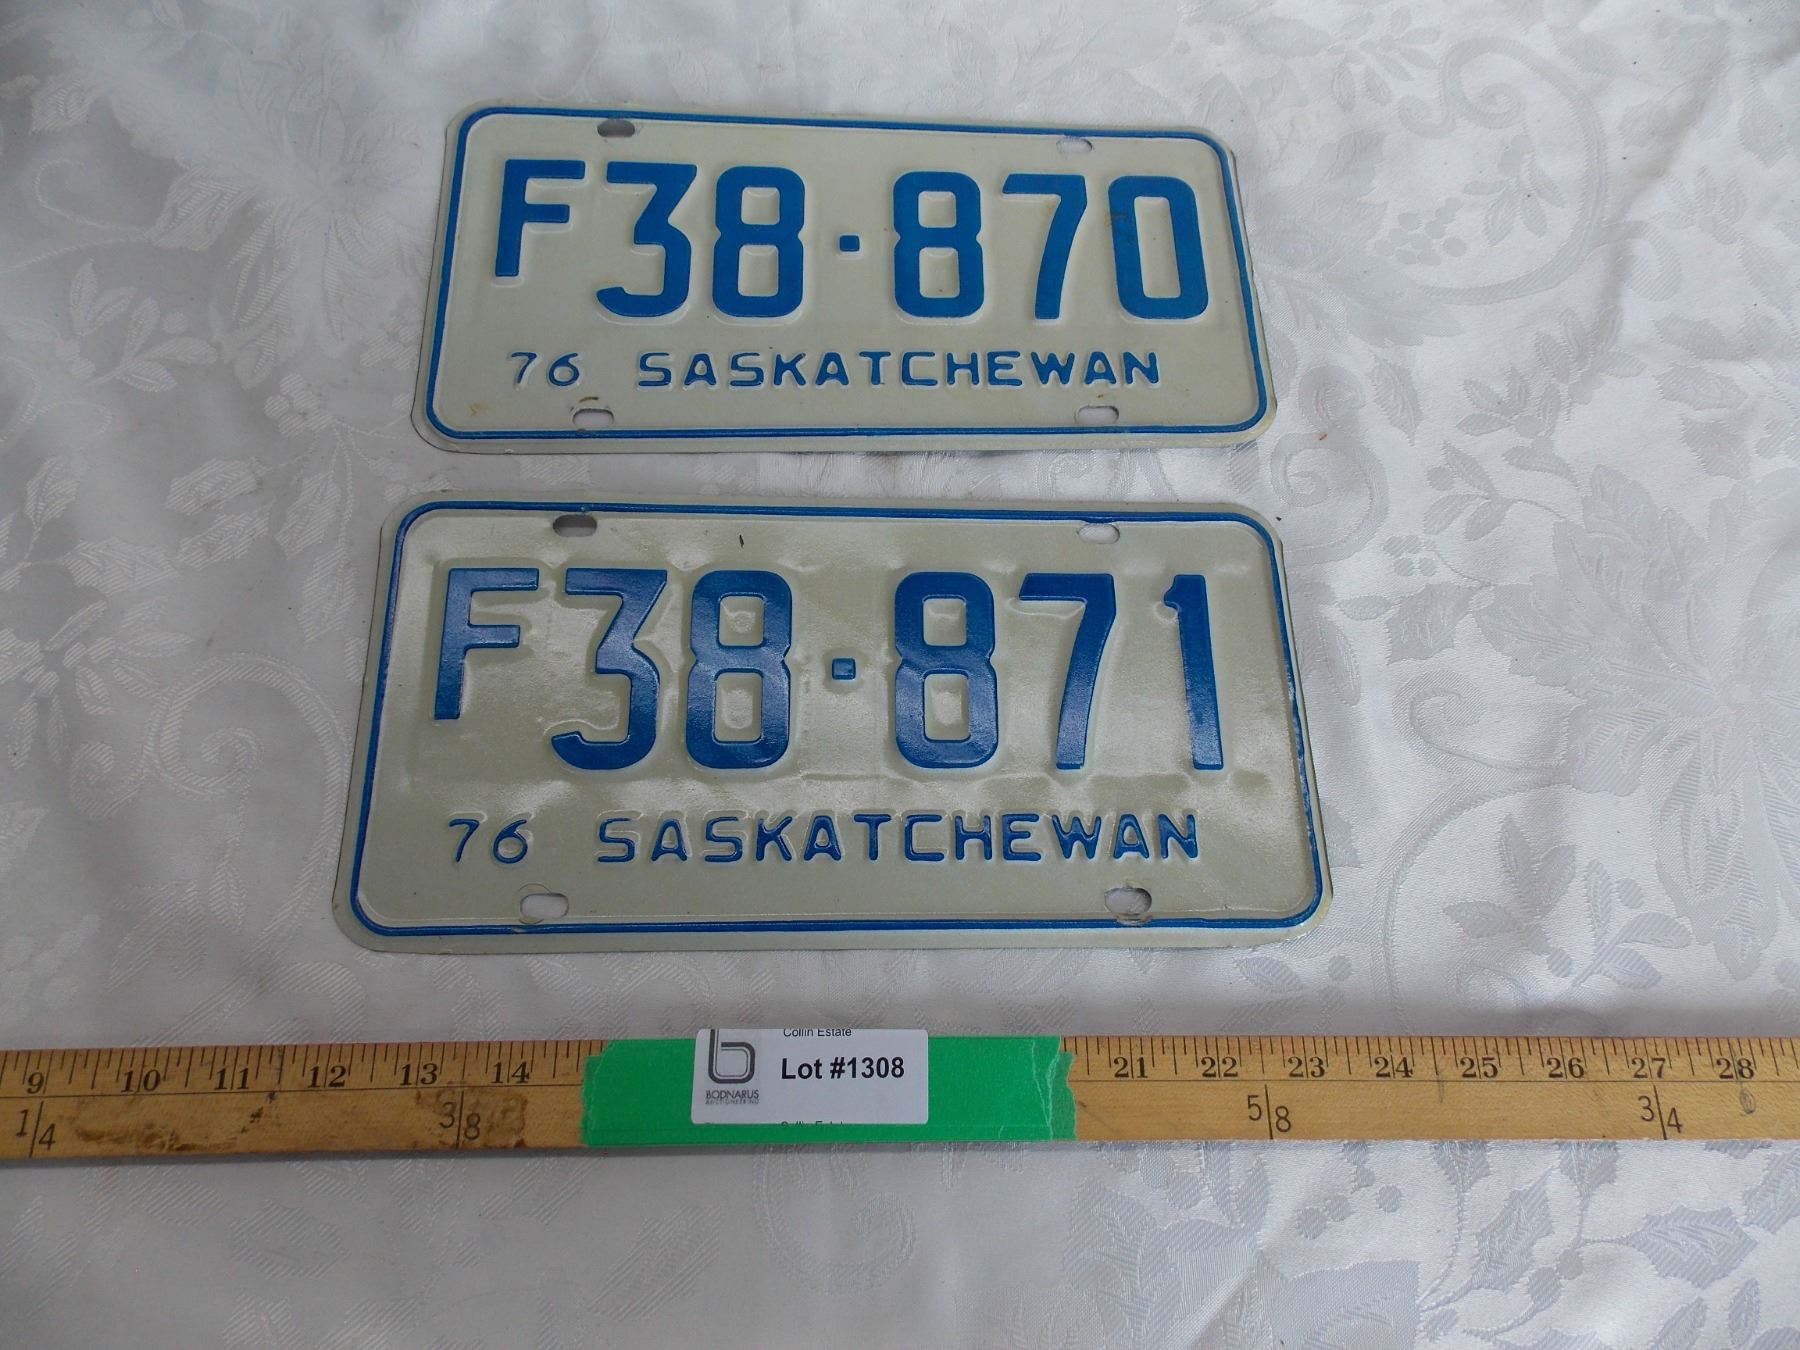 F38·870
76 SASKATCHEWAN
F38·871
76 SASKATCHEWAN
Collin Estate
Lot #1308
BODNARUS
AUCTIONEERING
9 10 11 12 13 14 21 22 23 24 25 26 27 28
1/4 3/8 5/8 3/4